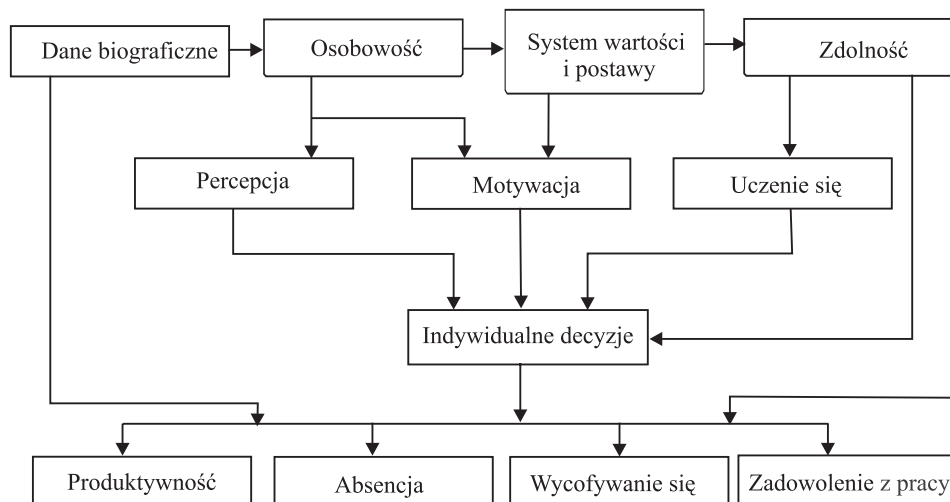 Dane biograficzne
Osobowość
System wartości
i postawy
Zdolność
Percepcja
Motywacja
Uczenie się
Indywidualne decyzje
Produktywność
Absencja
Wycofywanie się
Zadowolenie z pracy